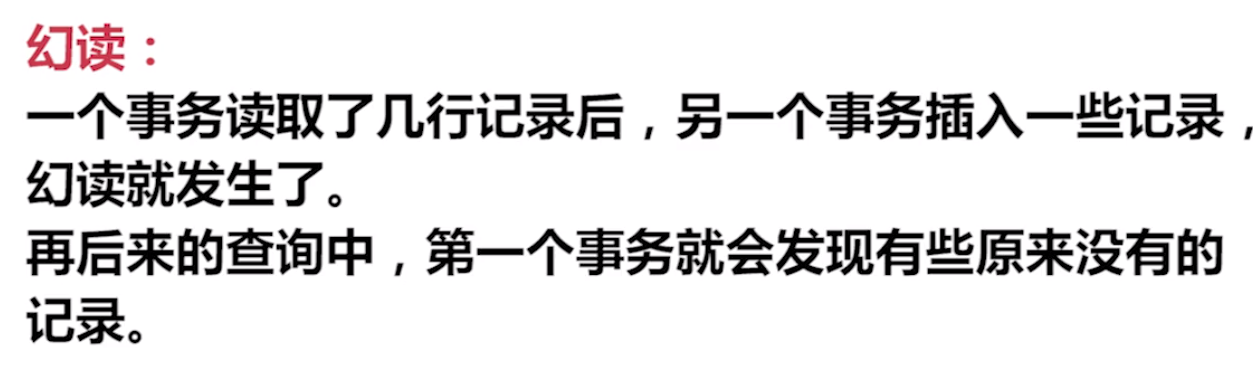 幻读：
一个事务读取了几行记录后，另一个事务插入一些记录，
幻读就发生了。
再后来的查询中，第一个事务就会发现有些原来没有的
记录。